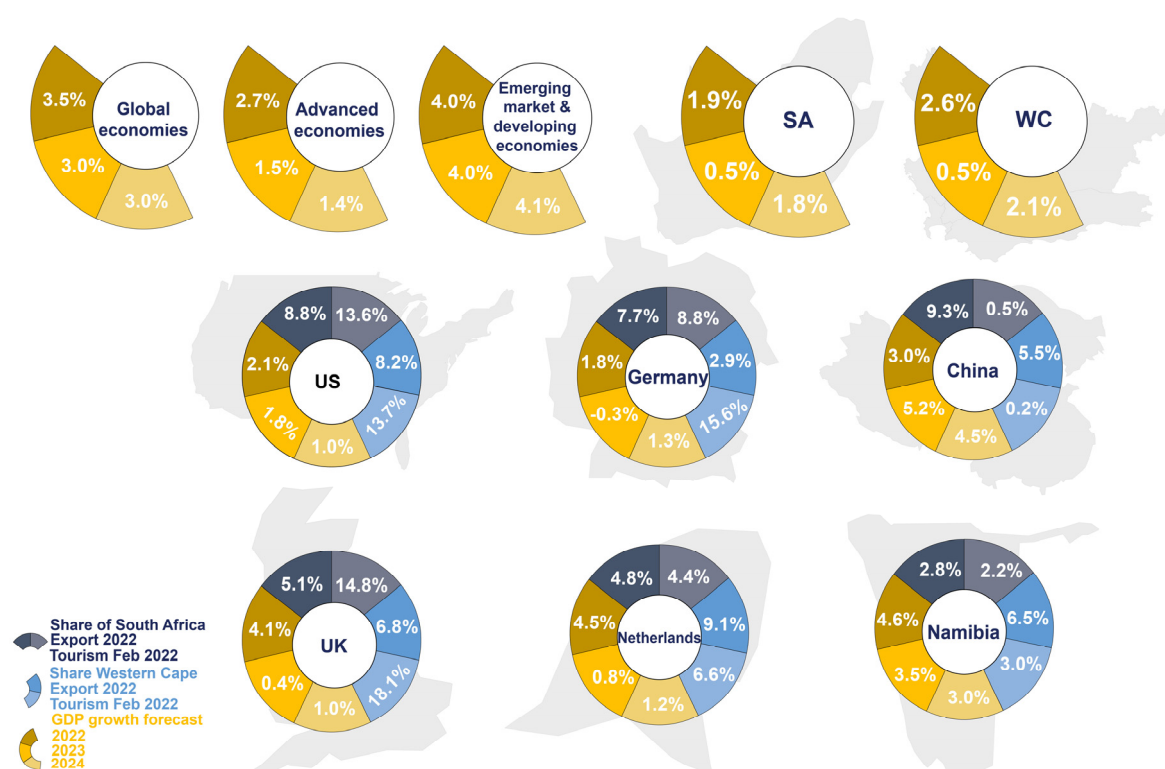 3.5%
Global
economies
3.0%
3.0%
2.7%
Advanced
economies
1.5%
1.4%
4.0%
Emerging
market &
developing
economies
4.0%
4.1%
1.9%
SA
0.5%
1.8%
2.6%
WC
0.5%
2.1%
8.8% 13.6%
2.1% 8.2%
US
1.8% 13.7%
1.0%
7.7% 8.8%
1.8% 2.9%
Germany
-0.3% 15.6%
1.3%
9.3% 0.5%
3.0% 5.5%
China
5.2% 0.2%
4.5%
5.1% 14.8%
4.1% 6.8%
UK
0.4% 18.1%
1.0%
4.8% 4.4%
4.5% 9.1%
Netherlands
0.8% 6.6%
1.2%
2.8% 2.2%
4.6% 6.5%
Namibia
3.5% 3.0%
3.0%
Share of South Africa
Export 2022
Tourism Feb 2022
Share Western Cape
Export 2022
Tourism Feb 2022
GDP growth forecast
2022
2023
2024